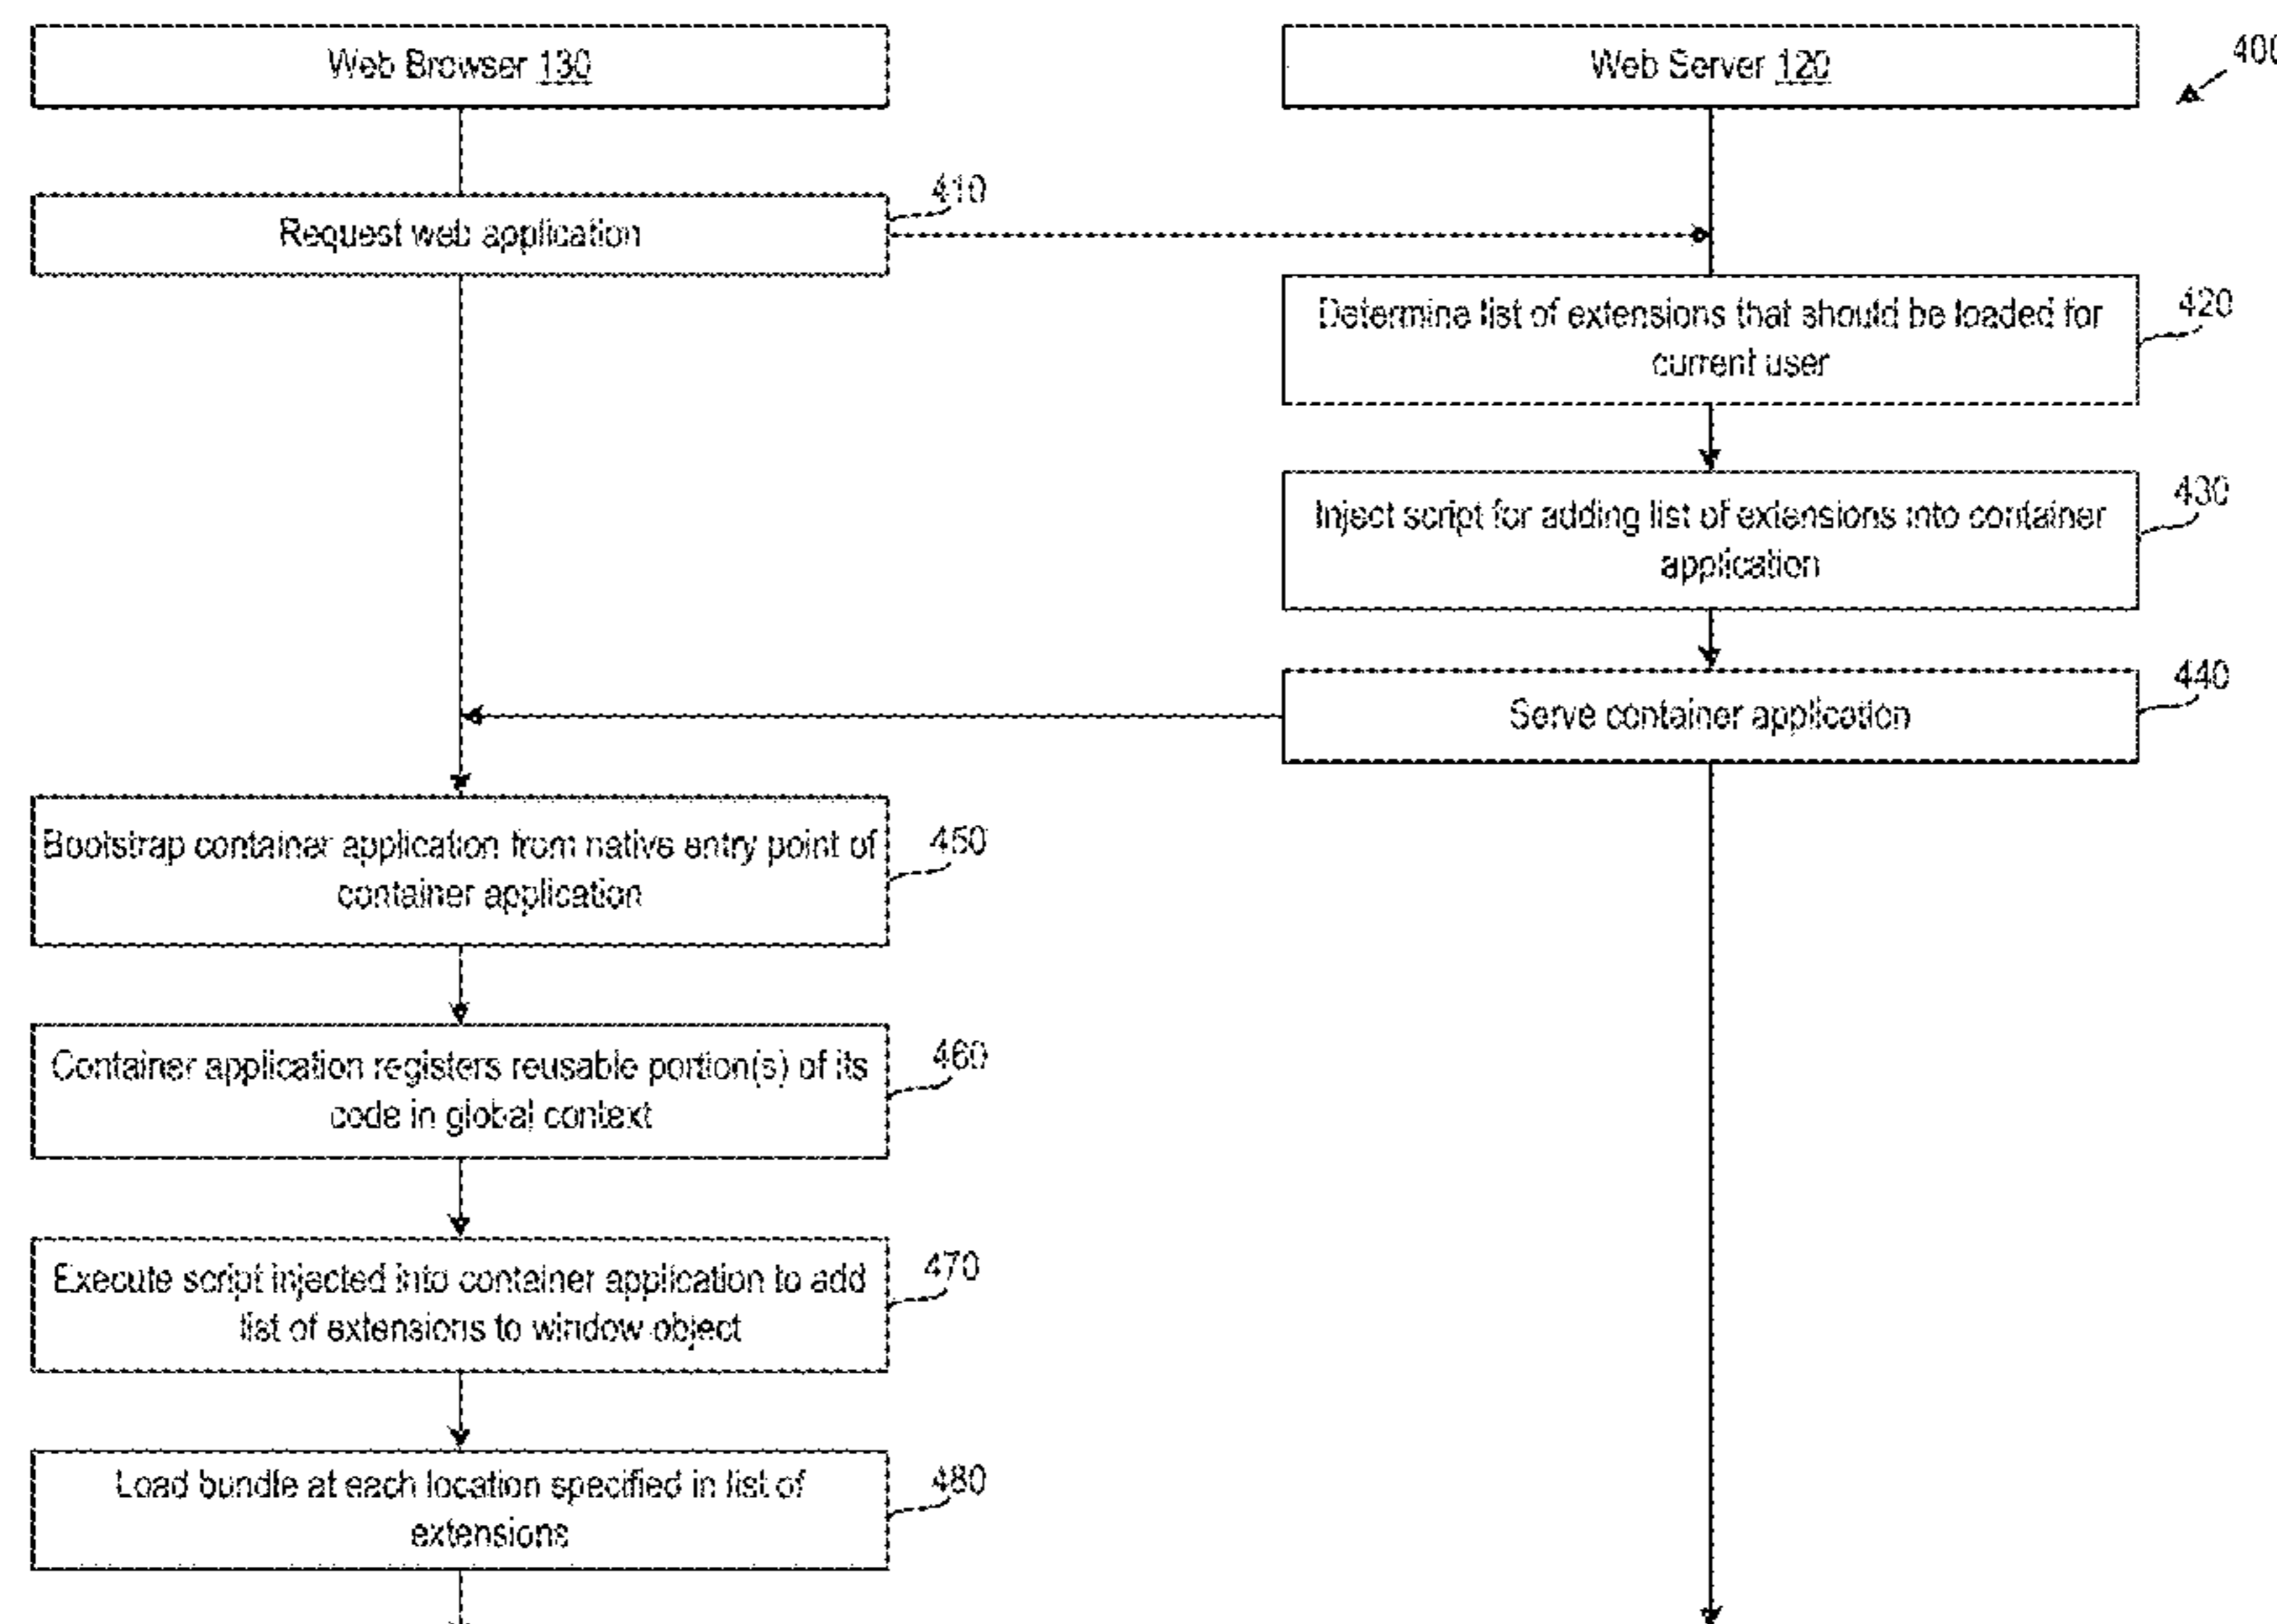 Web Browser 130
Web Server 120
400
410
Request web application
Determine list of extensions that should be loaded for
current user
420
Inject script for adding list of extensions into container
application
430
Serve container application
440
Bootstrap container application from native entry point of
container application
450
Container application registers reusable portion(s) of its
code in global context
460
Execute script injected into container application to add
list of extensions to window object
470
Load bundle at each location specified in list of
extensions
480